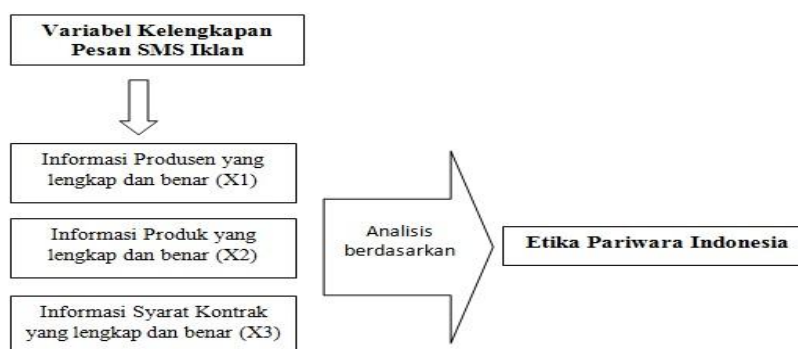 Variabel Kelengkapan
Pesan SMS Iklan
Informasi Produsen yang
lengkap dan benar (X1)
Informasi Produk yang
lengkap dan benar (X2)
Informasi Syarat Kontrak
yang lengkap dan benar (X3)
Analisis
berdasarkan
Etika Pariwara Indonesia